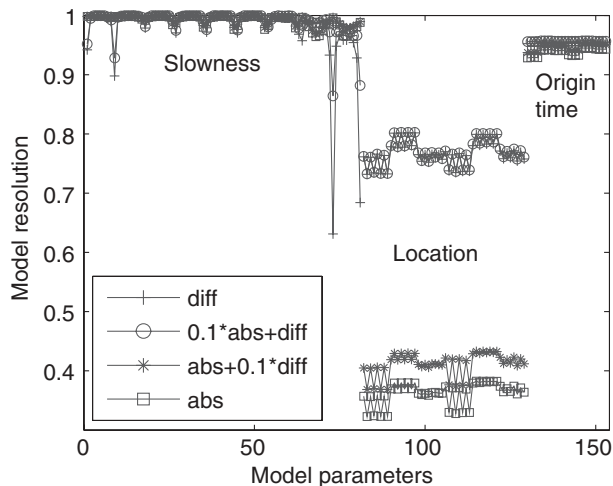 1
0.9
0.8
0.7
0.6
0.5
0.4
Model resolution
Slowness
Origin
time
Location
diff
0.1*abs+diff
abs+0.1*diff
abs
0
50
100
150
Model parameters